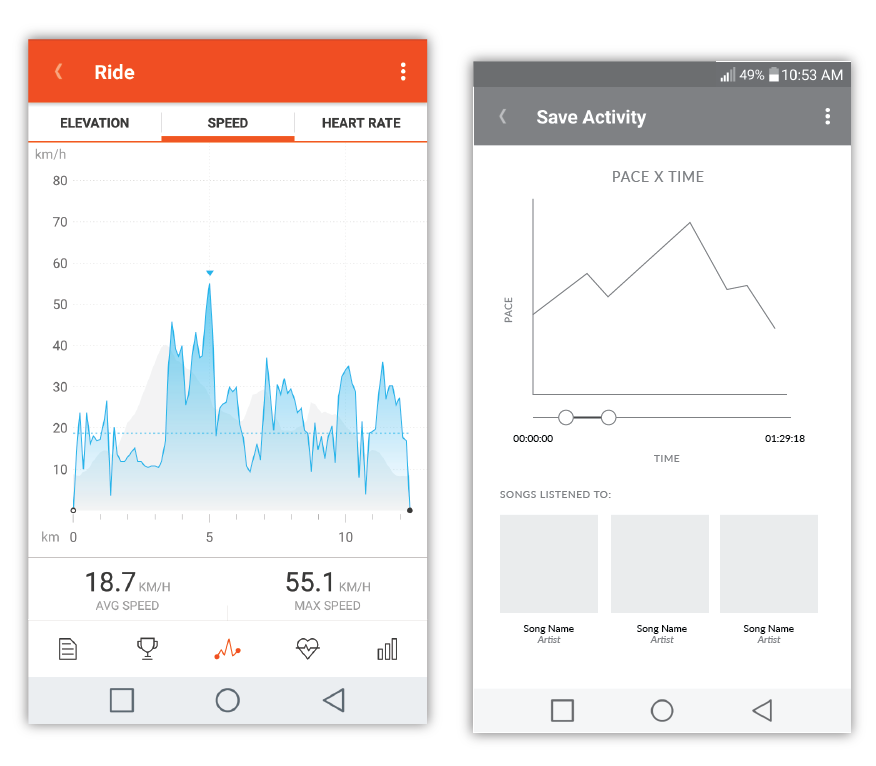 Ride
ELEVATION SPEED HEART RATE
km/h
80
70
60
50
40
30
20
10
km 0 5 10
18.7 KM/H 55.1 KM/H
AVG SPEED MAX SPEED
49% 10:53 AM
Save Activity
PACE X TIME
PACE
00:00:00 01:29:18
TIME
SONGS LISTENED TO:
Song Name Song Name Song Name
Artist Artist Artist